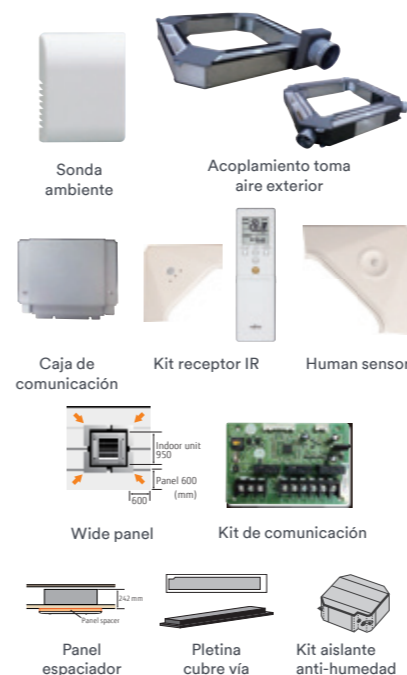 Sonda
ambiente
Acoplamiento toma
aire exterior
Caja de
comunicación
Kit receptor IR
Human sensor
Indoor unit
950
Panel 600
(mm)
600
Wide panel
Kit de comunicación
242 mm
Panel spacer
Panel
espaciador
Pletina
cubre vía
Kit aislante
anti-humedad